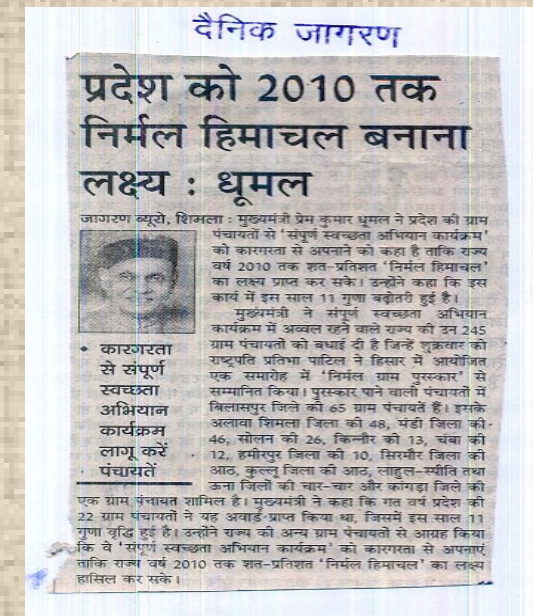 दैनिक जागरण
प्रदेश को 2010 तक
निर्मल हिमाचल बनाना
लक्ष्य : धूमल
जागरण ब्यूरो, शिमला : मुख्यमंत्री प्रेम कुमार धूमल ने प्रदेश की ग्राम
पंचायतों से 'संपूर्ण स्वच्छता अभियान कार्यक्रम'
को कारगरता से अपनाने को कहा है ताकि राज्य
वर्ष 2010 तक शत-प्रतिशत 'निर्मल हिमाचल'
का लक्ष्य प्राप्त कर सके। उन्होंने कहा कि इस
कार्य में इस साल 11 गुणा बढ़ोतरी हुई है।
मुख्यमंत्री ने संपूर्ण स्वच्छता अभियान
कार्यक्रम में अव्वल रहने वाले राज्य की उन 245
ग्राम पंचायतों को बधाई दी है जिन्हें शुक्रवार को
राष्ट्रपति प्रतिभा पाटिल ने हिसार में आयोजित
एक समारोह में 'निर्मल ग्राम पुरस्कार' से
सम्मानित किया। पुरस्कार पाने वाली पंचायतों में
बिलासपुर जिले की 65 ग्राम पंचायतें हैं। इसके
अलावा शिमला जिला की 48, मंडी जिला की
46, सोलन की 26, किन्नौर की 13, चंबा की
12, हमीरपुर जिला की 10, सिरमौर जिला की
आठ, कुल्लू जिला की आठ, लाहुल-स्पीति तथा
ऊना जिलों की चार-चार और कांगड़ा जिले की
• कारगरता
से संपूर्ण
स्वच्छता
अभियान
कार्यक्रम
लागू करें
पंचायतें
एक ग्राम पंचायत शामिल है। मुख्यमंत्री ने कहा कि गत वर्ष प्रदेश की
22 ग्राम पंचायतों ने यह अवार्ड प्राप्त किया था, जिसमें इस साल 11
गुणा वृद्धि हुई है। उन्होंने राज्य की अन्य ग्राम पंचायतों से आग्रह किया
कि वे 'संपूर्ण स्वच्छता अभियान कार्यक्रम' को कारगरता से अपनाएं
ताकि राज्य वर्ष 2010 तक शत-प्रतिशत 'निर्मल हिमाचल' का लक्ष्य
हासिल कर सके।